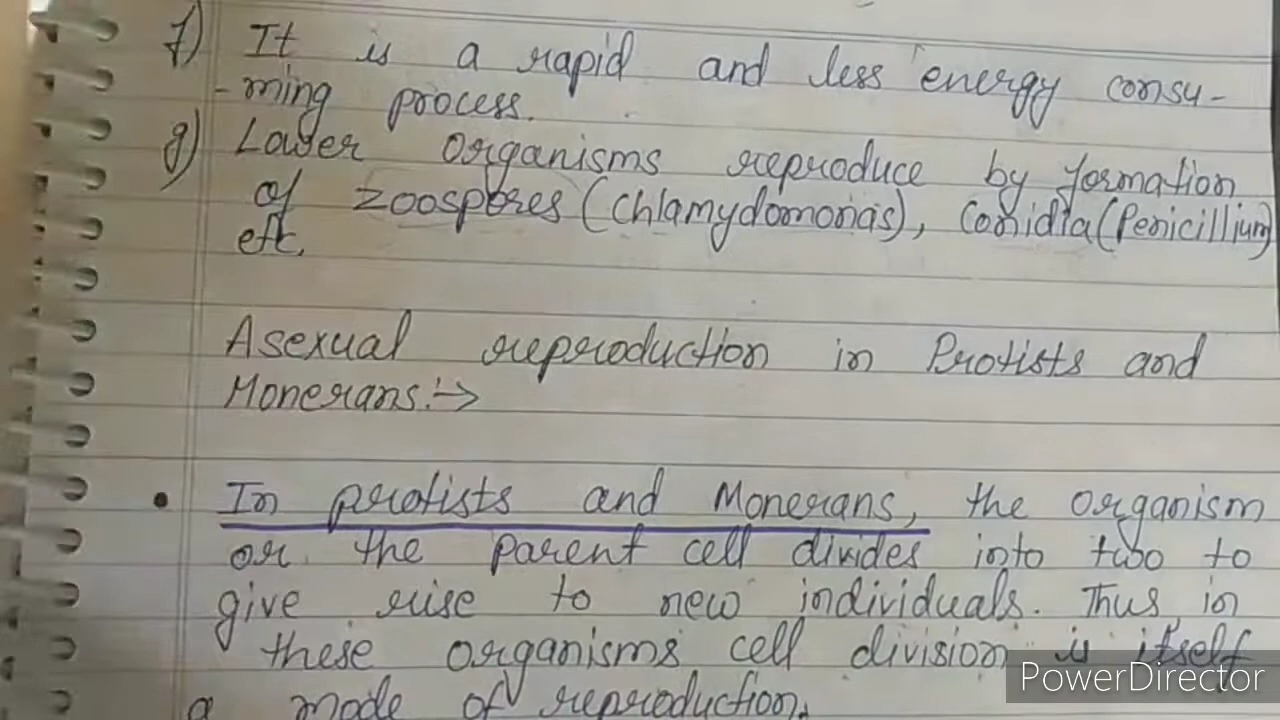 f) It is a rapid and less energy consu-
-ming process.
g) Lower organisms reproduce by formation
of zoospores (Chlamydomonas), Conidia (Penicillium)
etc.
Asexual reproduction in Protists and
Monerans:->
• In protists and Monerans, the organism
or the parent cell divides into two to
give rise to new individuals. Thus in
these organisms cell division is itself
a mode of reproduction.
PowerDirector